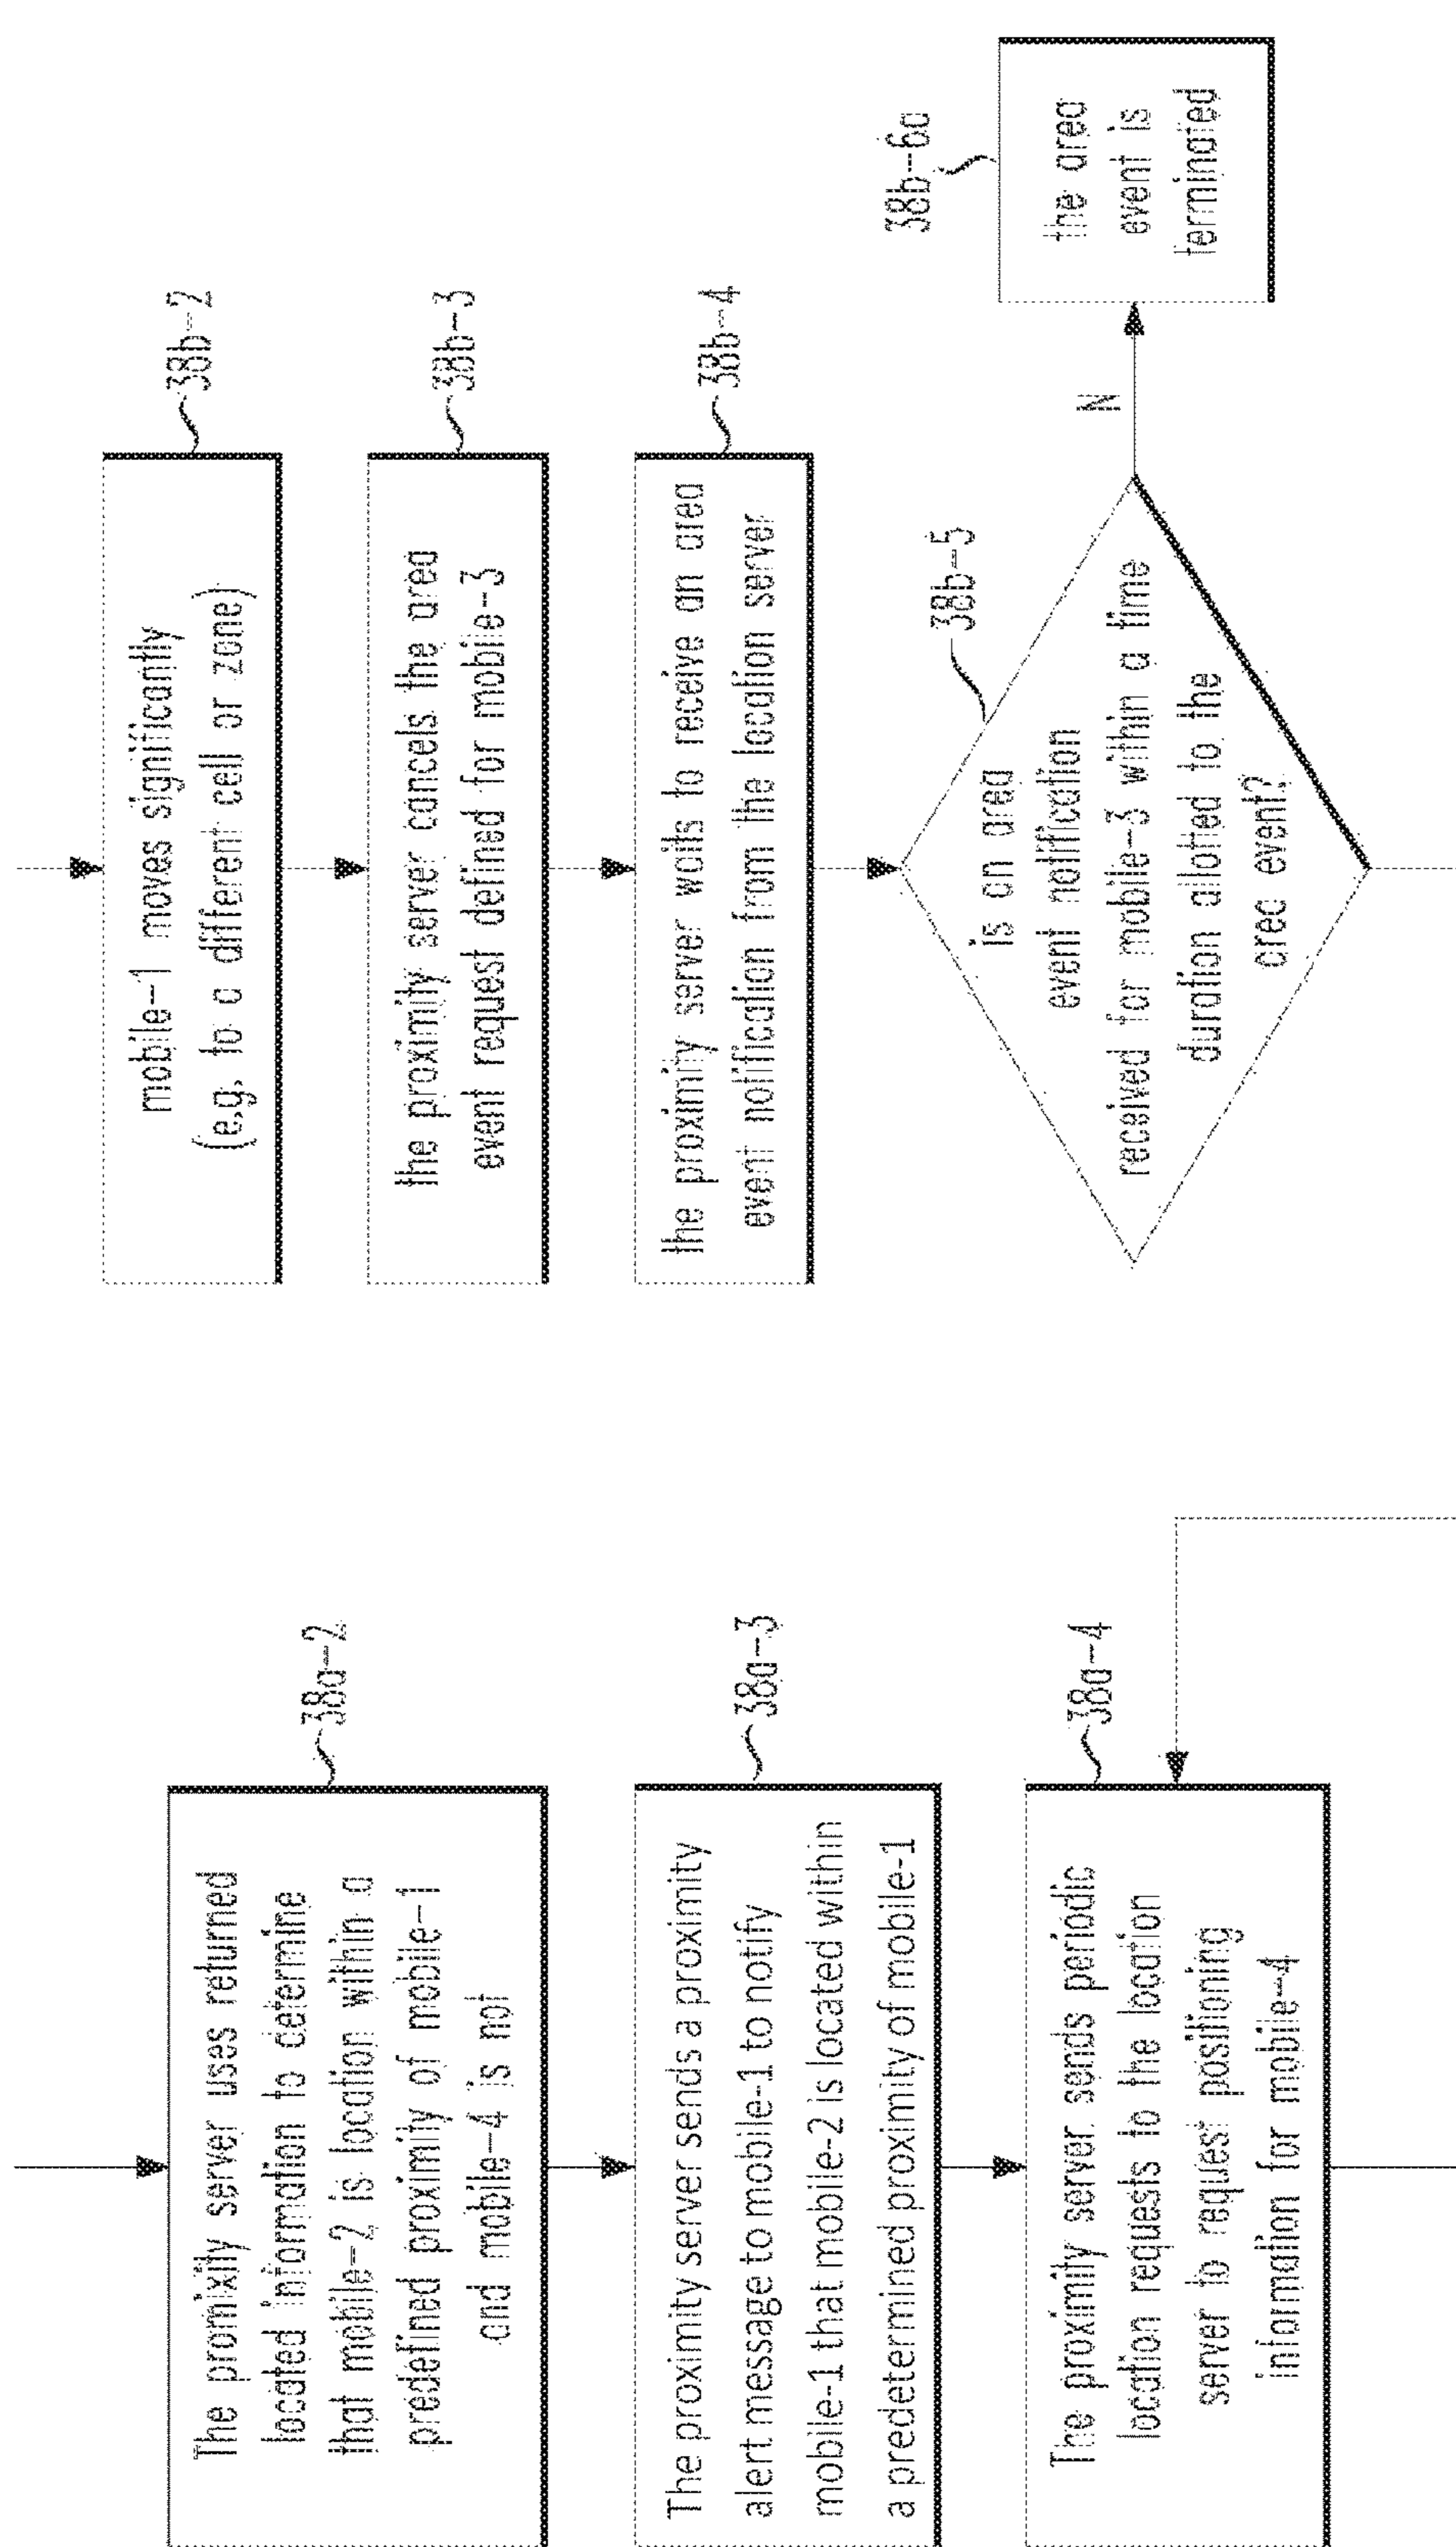 The promixity server uses returned
located information to determine
that mobile-2 is location within a
predefined proximity of mobile-1
and mobile-4 is not
38a-2
The proximity server sends a proximity
alert message to mobile-1 to notify
mobile-1 that mobile-2 is located within
a predetermined proximity of mobile-1
38a-3
The proximity server sends periodic
location requests to the location
server to request positioning
information for mobile-4
38a-4
mobile-1 moves significantly
(e.g. to a different cell or zone)
38b-2
the proximity server cancels the area
event request defined for mobile-3
38b-3
the proximity server waits to receive an area
event notification from the location server
38b-4
is an area
event notification
received for mobile-3 within a time
duration allotted to the
area event?
38b-5
N
the area
event is
terminated
38b-6a